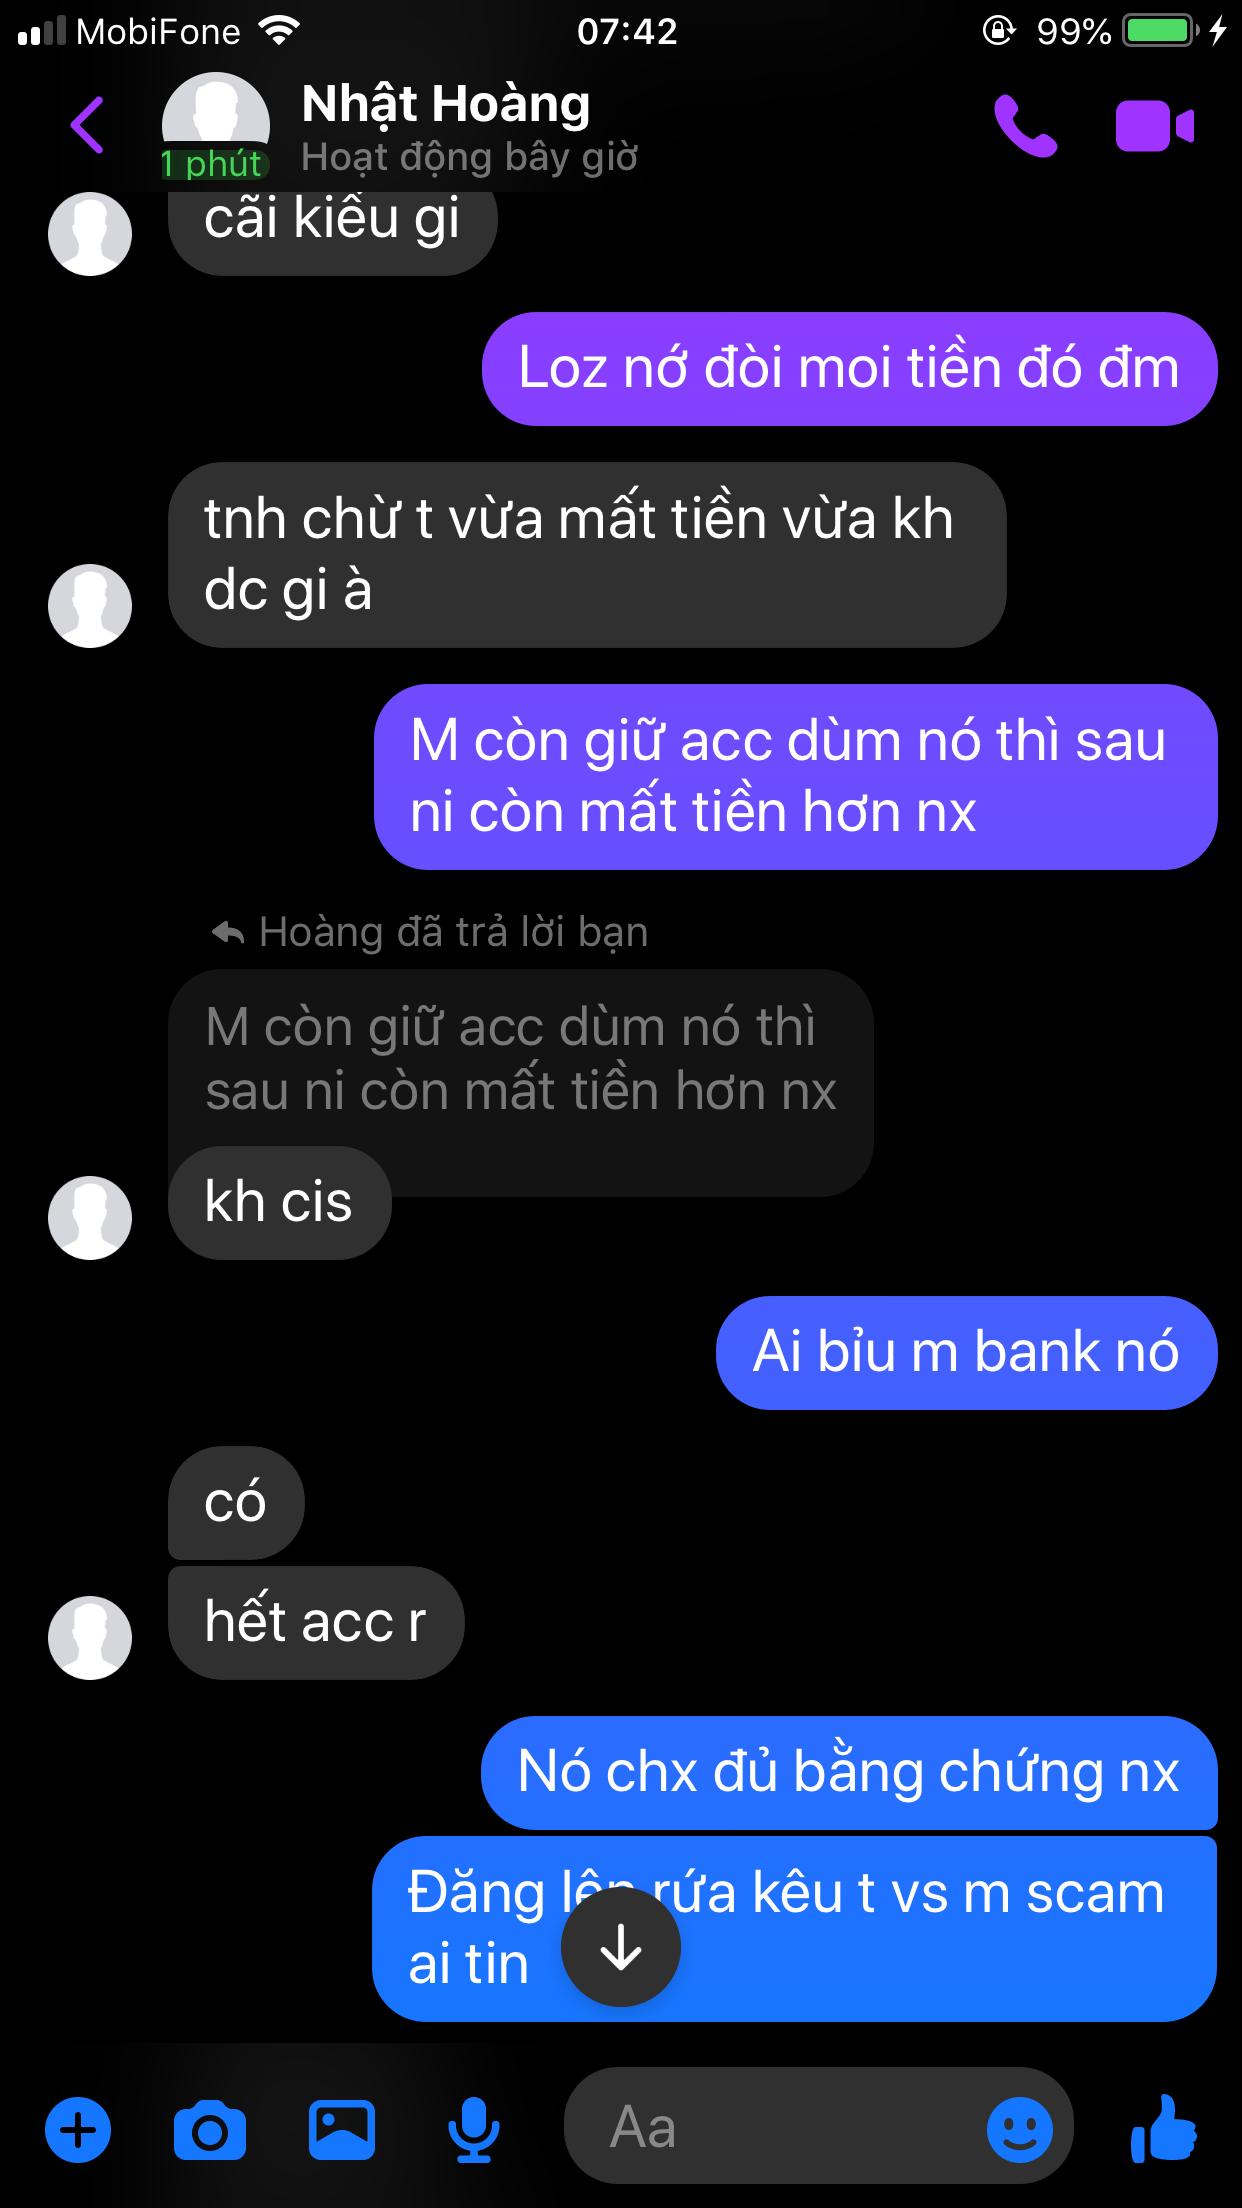 MobiFone 07:42 99%
Nhật Hoàng
1 phút Hoạt động bây giờ
cãi kiểu gi
Loz nớ đòi moi tiền đó đm
tnh chừ t vừa mất tiền vừa kh
dc gi à
M còn giữ acc dùm nó thì sau
ni còn mất tiền hơn nx
Hoàng đã trả lời bạn
M còn giữ acc dùm nó thì
sau ni còn mất tiền hơn nx
kh cis
Ai bỉu m bank nó
có
hết acc r
Nó chx đủ bằng chứng nx
Đăng lên rứa kêu t vs m scam
ai tin
Aa